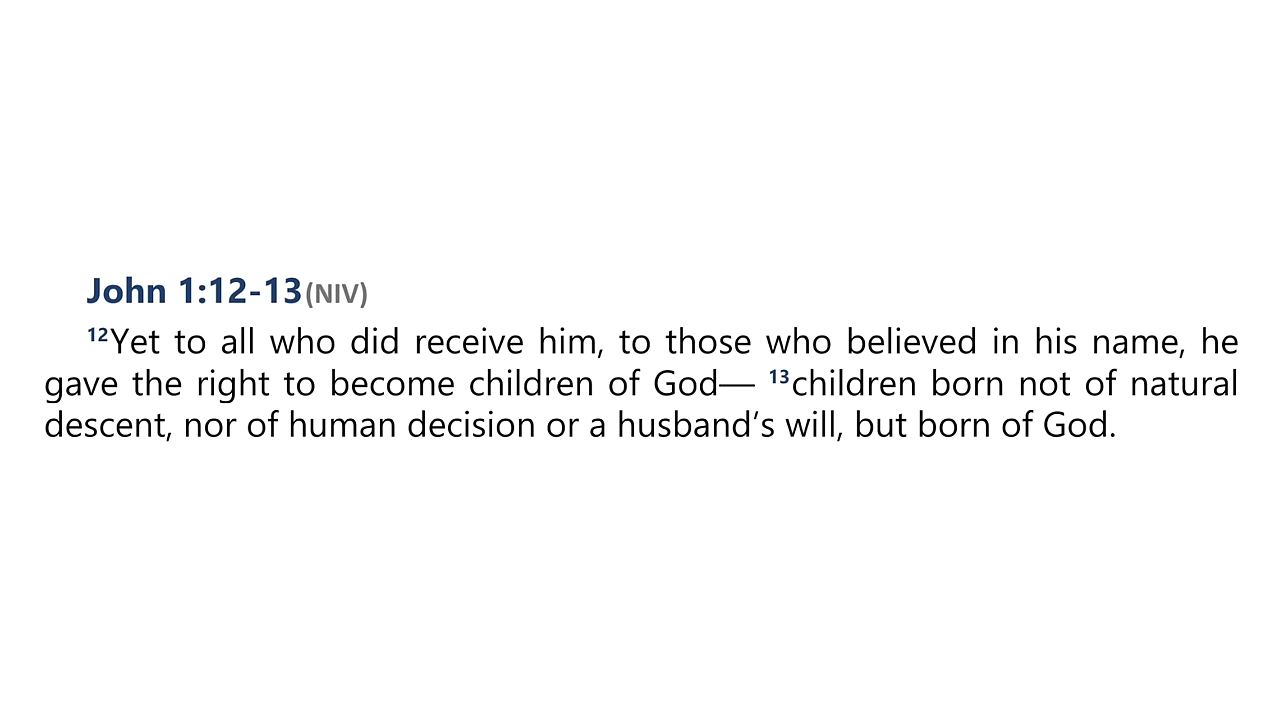 John 1:12-13(NIV)
12Yet to all who did receive him, to those who believed in his name, he
gave the right to become children of God— 13children born not of natural
descent, nor of human decision or a husband’s will, but born of God.